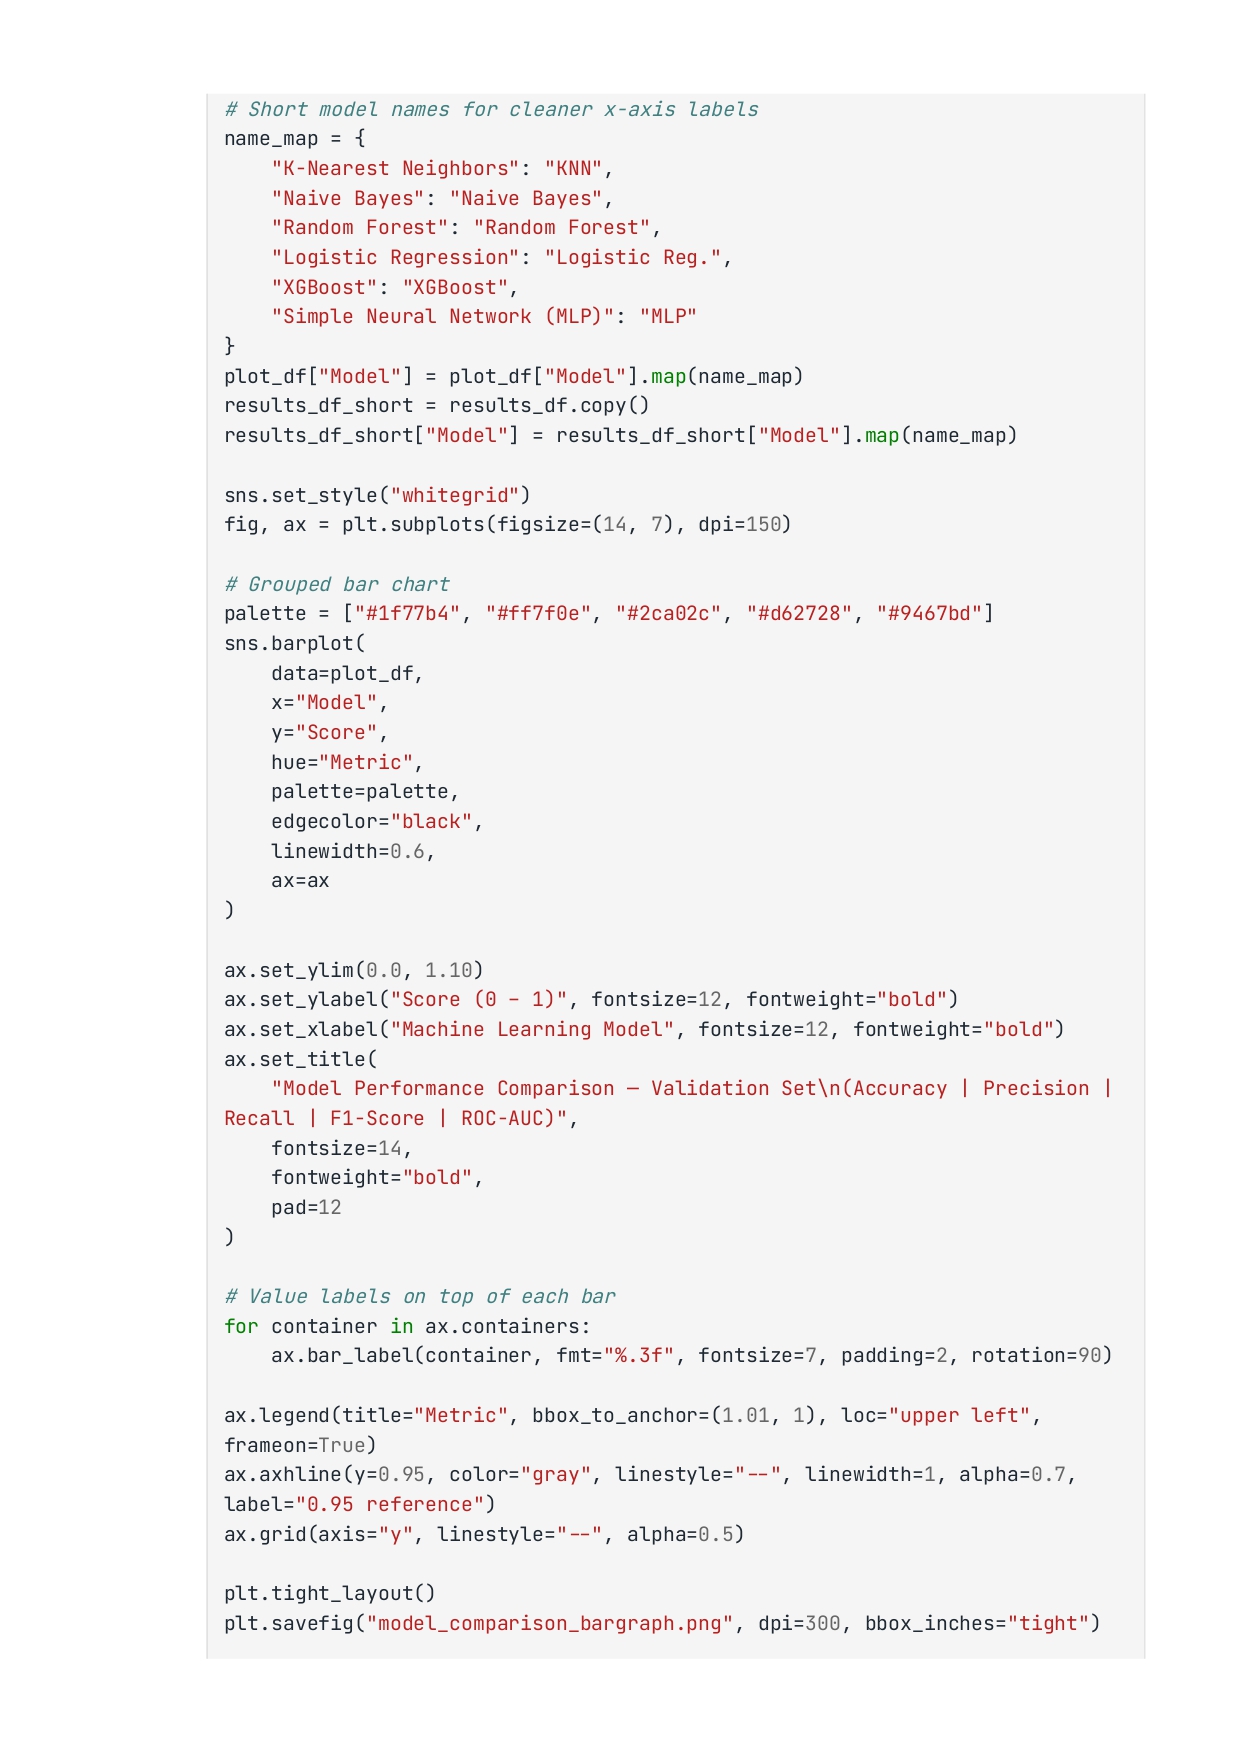 # Short model names for cleaner x-axis labels
name_map = {
    "K-Nearest Neighbors": "KNN",
    "Naive Bayes": "Naive Bayes",
    "Random Forest": "Random Forest",
    "Logistic Regression": "Logistic Reg.",
    "XGBoost": "XGBoost",
    "Simple Neural Network (MLP)": "MLP"
}
plot_df["Model"] = plot_df["Model"].map(name_map)
results_df_short = results_df.copy()
results_df_short["Model"] = results_df_short["Model"].map(name_map)

sns.set_style("whitegrid")
fig, ax = plt.subplots(figsize=(14, 7), dpi=150)

# Grouped bar chart
palette = ["#1f77b4", "#ff7f0e", "#2ca02c", "#d62728", "#9467bd"]
sns.barplot(
    data=plot_df,
    x="Model",
    y="Score",
    hue="Metric",
    palette=palette,
    edgecolor="black",
    linewidth=0.6,
    ax=ax
)

ax.set_ylim(0.0, 1.10)
ax.set_ylabel("Score (0 – 1)", fontsize=12, fontweight="bold")
ax.set_xlabel("Machine Learning Model", fontsize=12, fontweight="bold")
ax.set_title(
    "Model Performance Comparison — Validation Set\n(Accuracy | Precision |
Recall | F1-Score | ROC-AUC)",
    fontsize=14,
    fontweight="bold",
    pad=12
)

# Value labels on top of each bar
for container in ax.containers:
    ax.bar_label(container, fmt="%.3f", fontsize=7, padding=2, rotation=90)

ax.legend(title="Metric", bbox_to_anchor=(1.01, 1), loc="upper left",
frameon=True)
ax.axhline(y=0.95, color="gray", linestyle="--", linewidth=1, alpha=0.7,
label="0.95 reference")
ax.grid(axis="y", linestyle="--", alpha=0.5)

plt.tight_layout()
plt.savefig("model_comparison_bargraph.png", dpi=300, bbox_inches="tight")